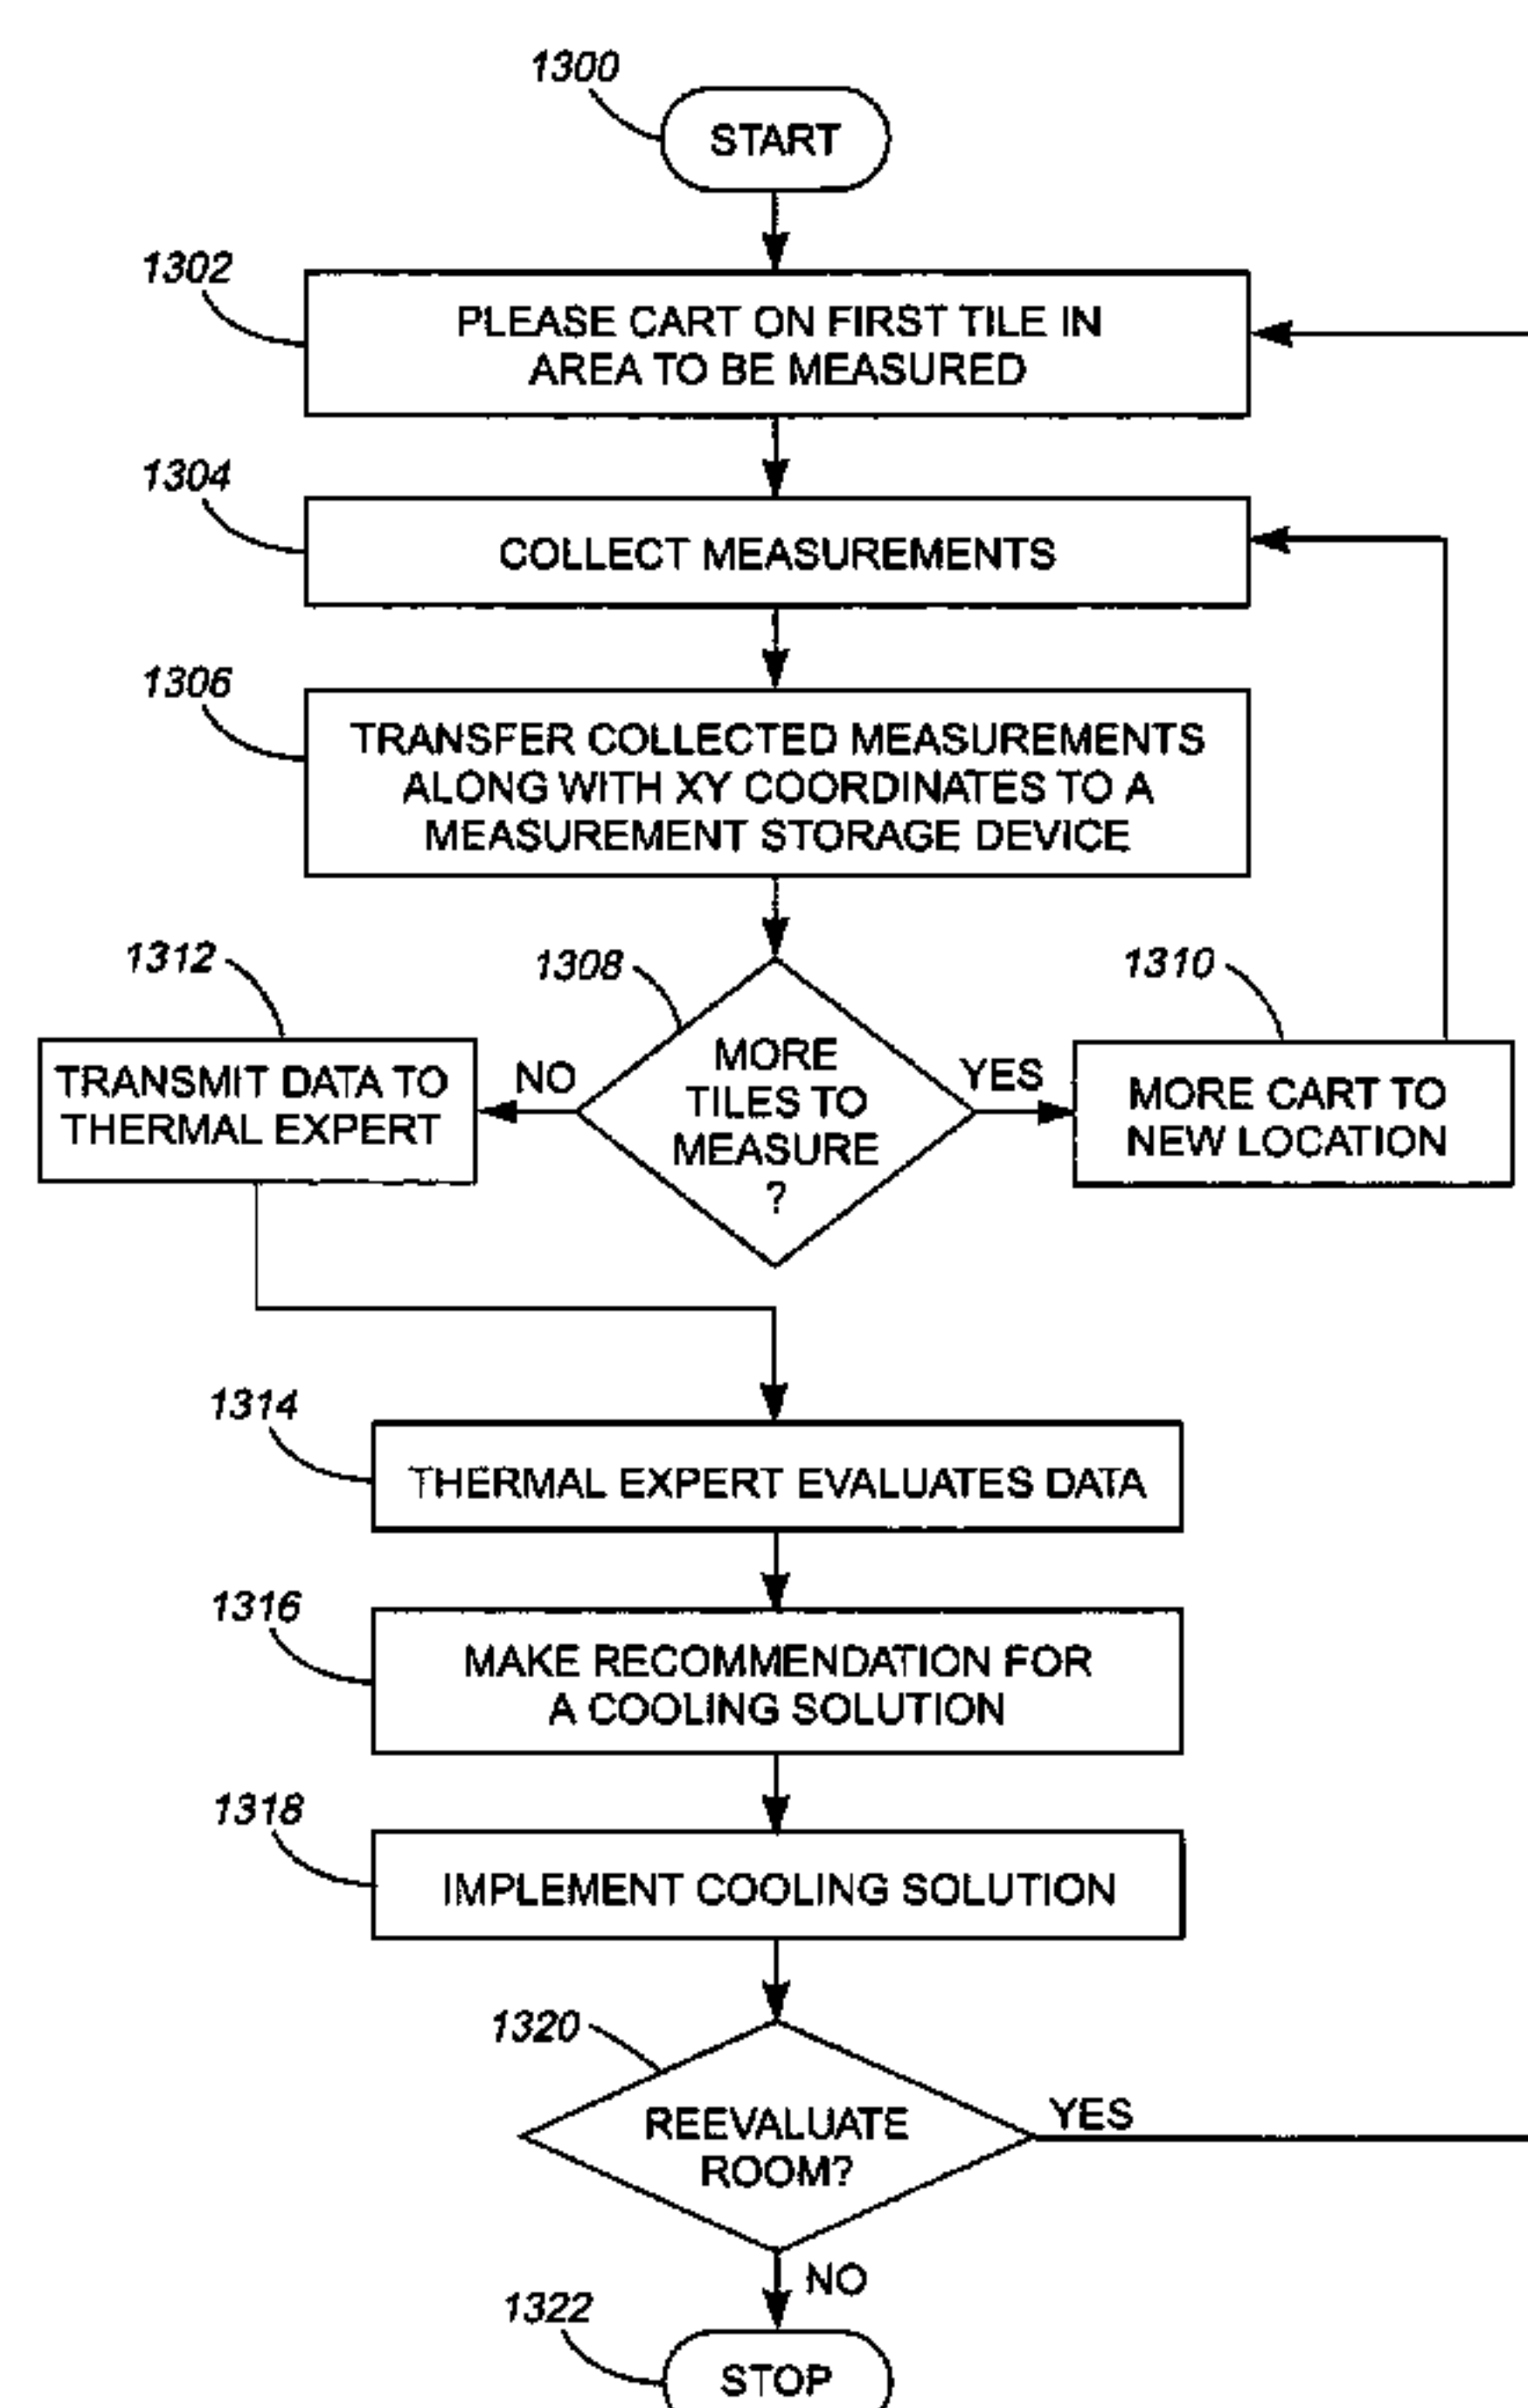 1300
START
1302
PLEASE CART ON FIRST TILE IN
AREA TO BE MEASURED
1304
COLLECT MEASUREMENTS
1306
TRANSFER COLLECTED MEASUREMENTS
ALONG WITH XY COORDINATES TO A
MEASUREMENT STORAGE DEVICE
1312
TRANSMIT DATA TO
THERMAL EXPERT
NO
1308
MORE
TILES TO
MEASURE
?
YES
1310
MORE CART TO
NEW LOCATION
1314
THERMAL EXPERT EVALUATES DATA
1316
MAKE RECOMMENDATION FOR
A COOLING SOLUTION
1318
IMPLEMENT COOLING SOLUTION
1320
REEVALUATE
ROOM?
YES
NO
1322
STOP